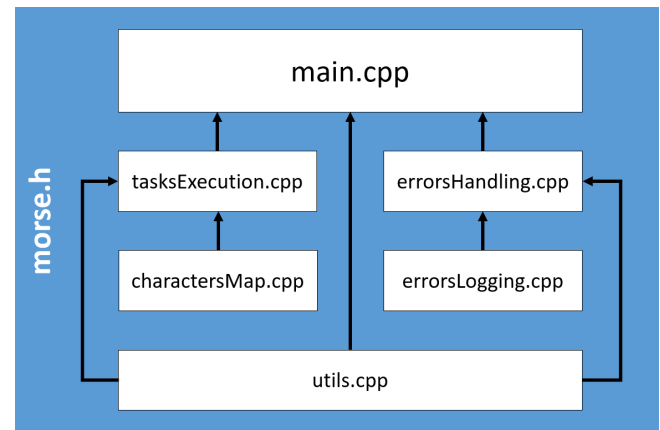 main.cpp
morse.h
tasksExecution.cpp
errorsHandling.cpp
charactersMap.cpp
errorsLogging.cpp
utils.cpp